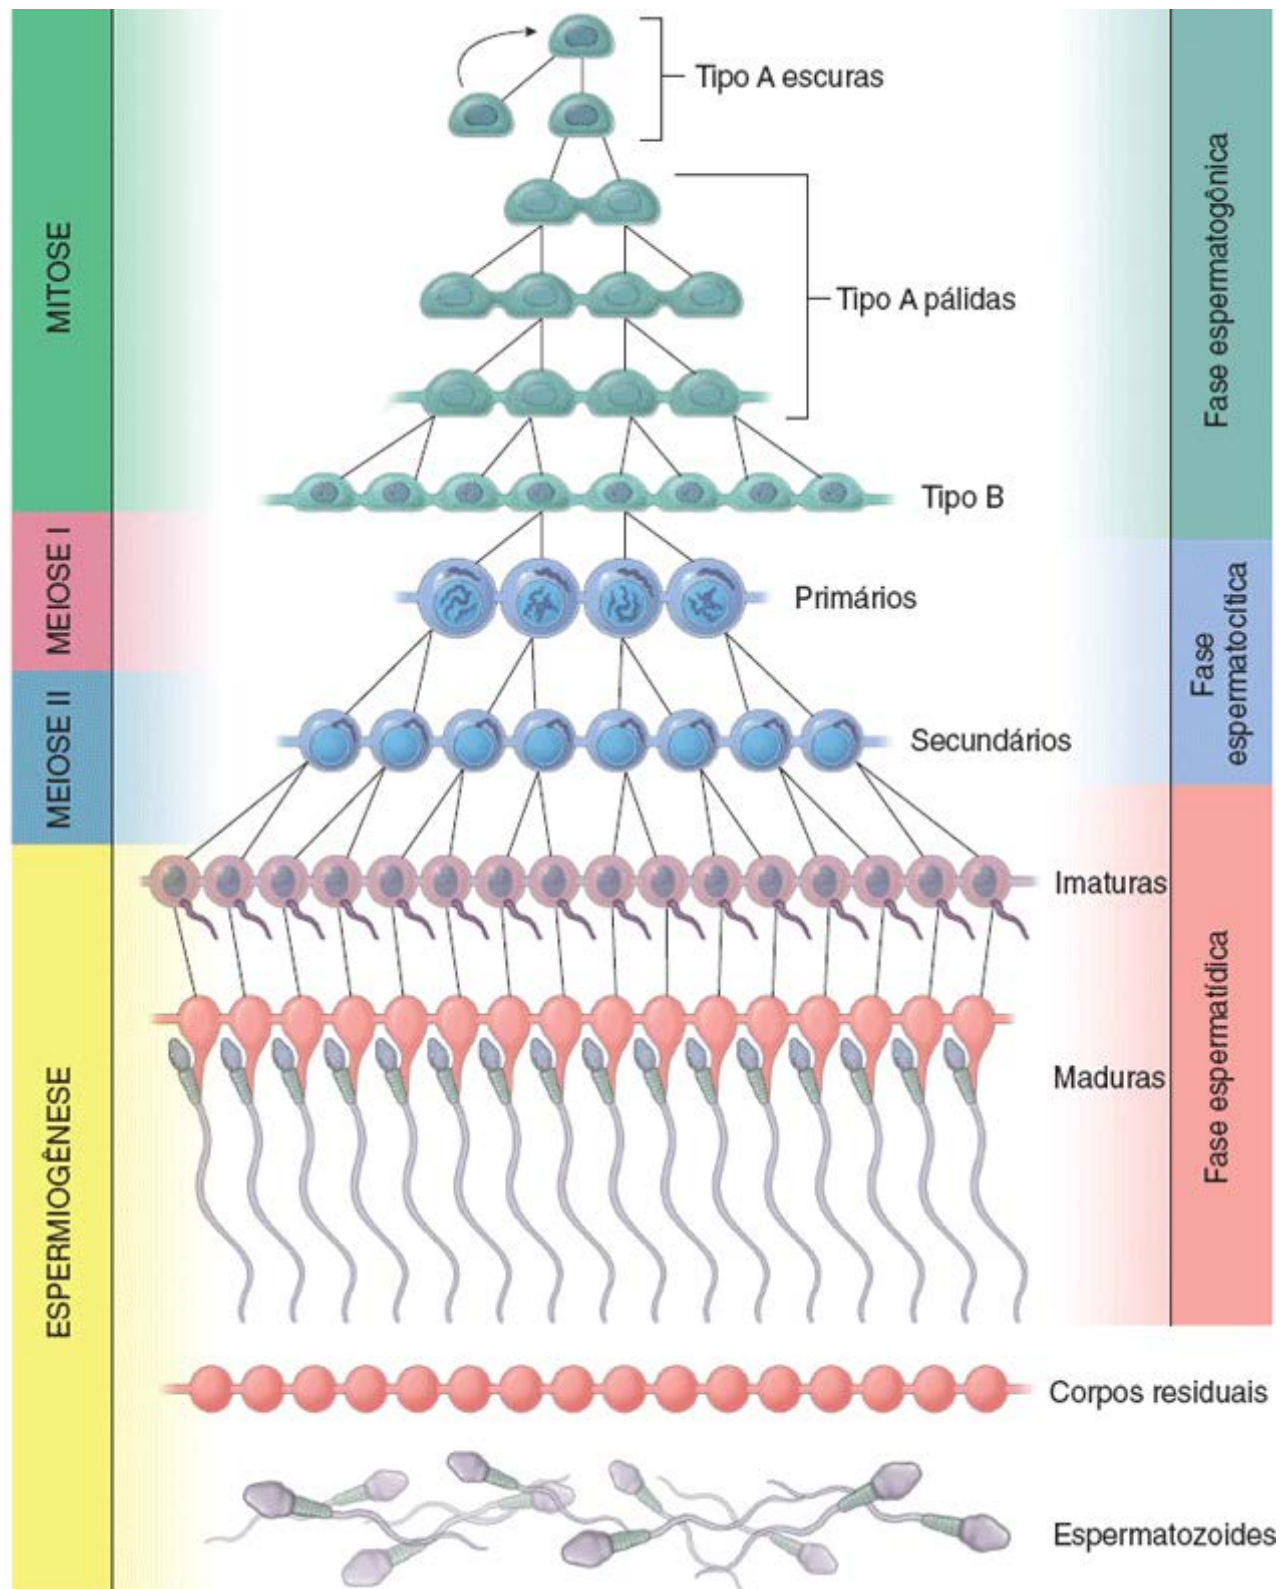 MITOSE
MEIOSE I
MEIOSE II
ESPERMIOGÊNESE
Tipo A escuras
Tipo A pálidas
Tipo B
Primários
Secundários
Imaturas
Maduras
Corpos residuais
Espermatozoides
Fase espermatogônica
Fase
espermatocítica
Fase espermatídica